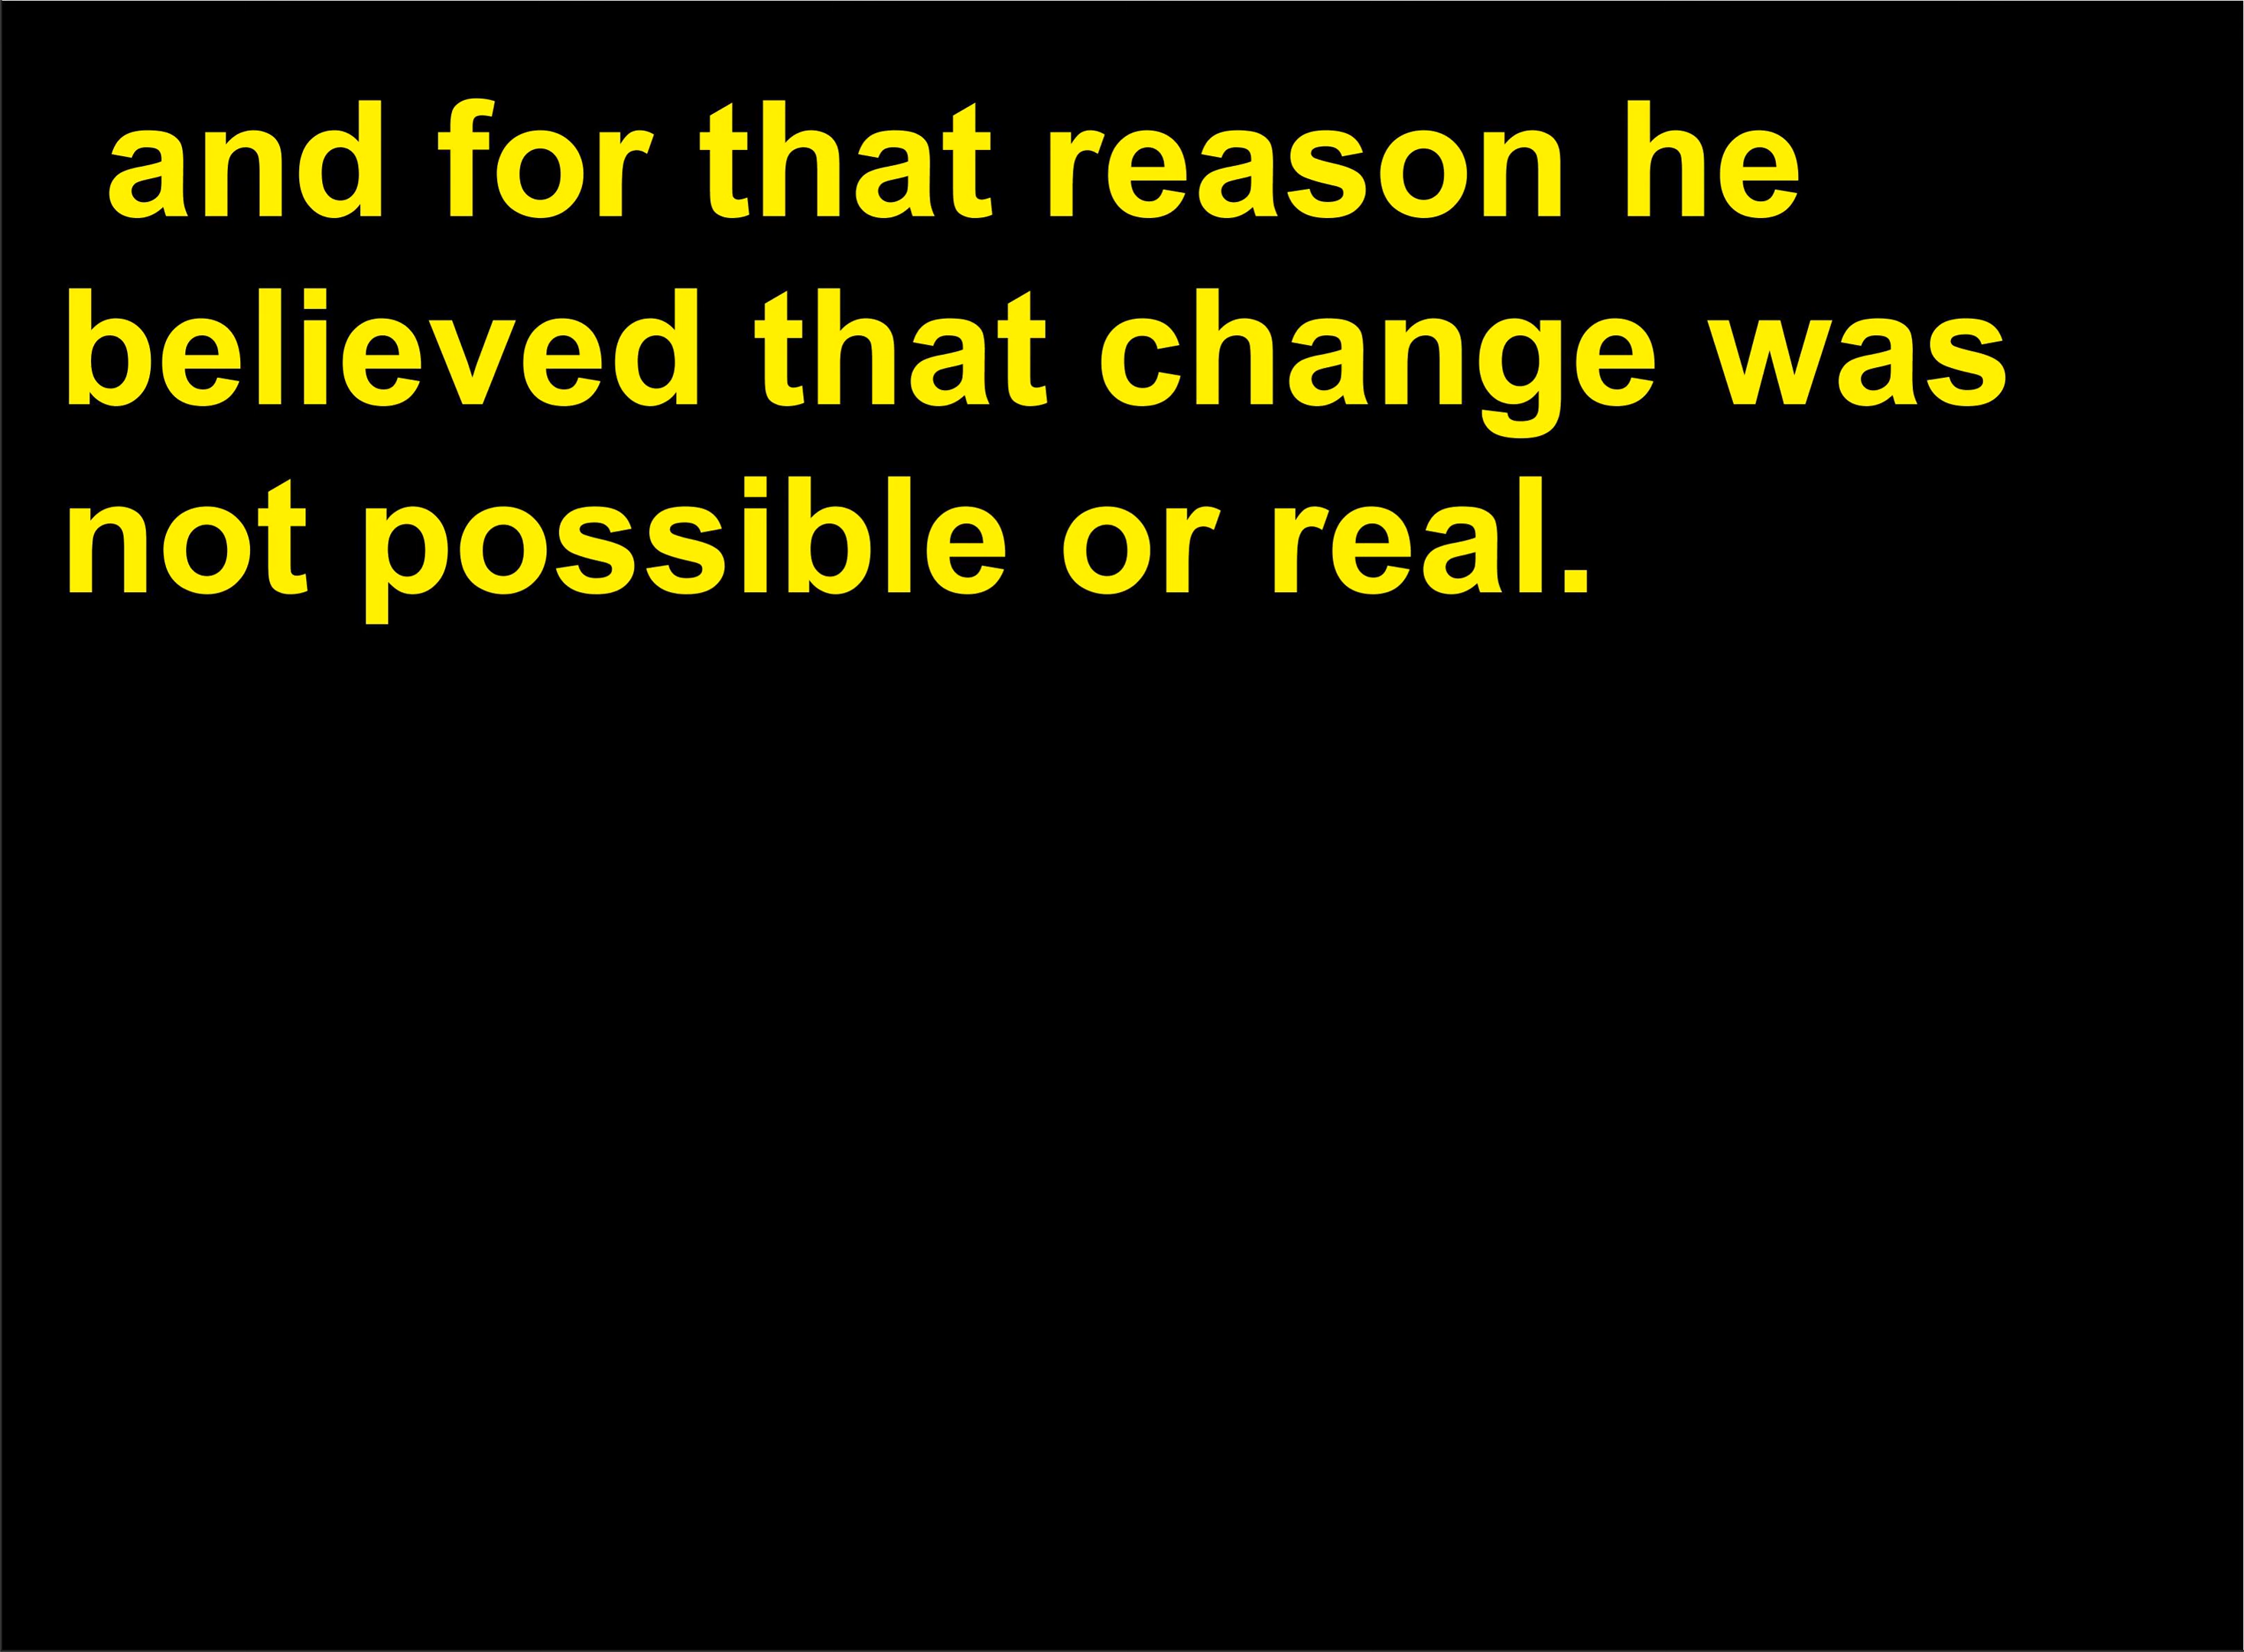 and for that reason he
believed that change was
not possible or real.